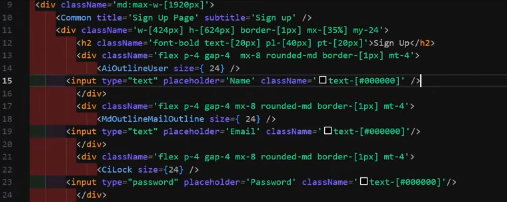 9 <div className='md:max-w-[1920px]'>
10 <Common title='Sign Up Page' subtitle='Sign up' />
11 <div className='w-[424px] h-[624px] border-[1px] mx-[35%] my-24'>
12 <h2 className='font-bold text-[20px] pl-[40px] pt-[20px]'>Sign Up</h2>
13 <div className='flex p-4 gap-4  mx-8 rounded-md border-[1px] mt-4'>
14 <AiOutlineUser size={ 24} />
15 <input type="text" placeholder='Name' className='text-[#000000]' />
16 </div>
17 <div className='flex p-4 gap-4 mx-8 rounded-md border-[1px] mt-4'>
18 <MdOutlineMailOutline size={ 24} />
19 <input type="text" placeholder='Email' className='text-[#000000]'/>
20 </div>
21 <div className='flex p-4 gap-4 mx-8 rounded-md border-[1px] mt-4'>
22 <CiLock size={24} />
23 <input type="password" placeholder='Password' className='text-[#000000]'/>
24 </div>